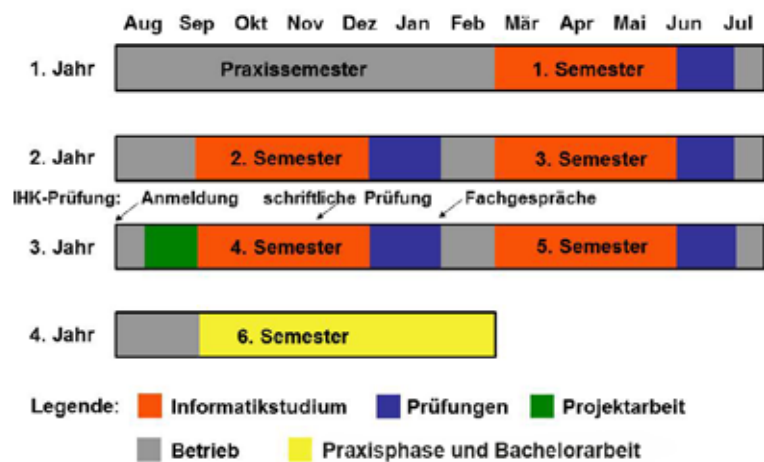 Aug Sep Okt Nov Dez Jan Feb Mär Apr Mai Jun Jul
1. Jahr Praxissemester 1. Semester
2. Jahr 2. Semester 3. Semester
IHK-Prüfung: Anmeldung schriftliche Prüfung Fachgespräche
3. Jahr 4. Semester 5. Semester
4. Jahr 6. Semester
Legende: Informatikstudium Prüfungen Projektarbeit
Betrieb Praxisphase und Bachelorarbeit